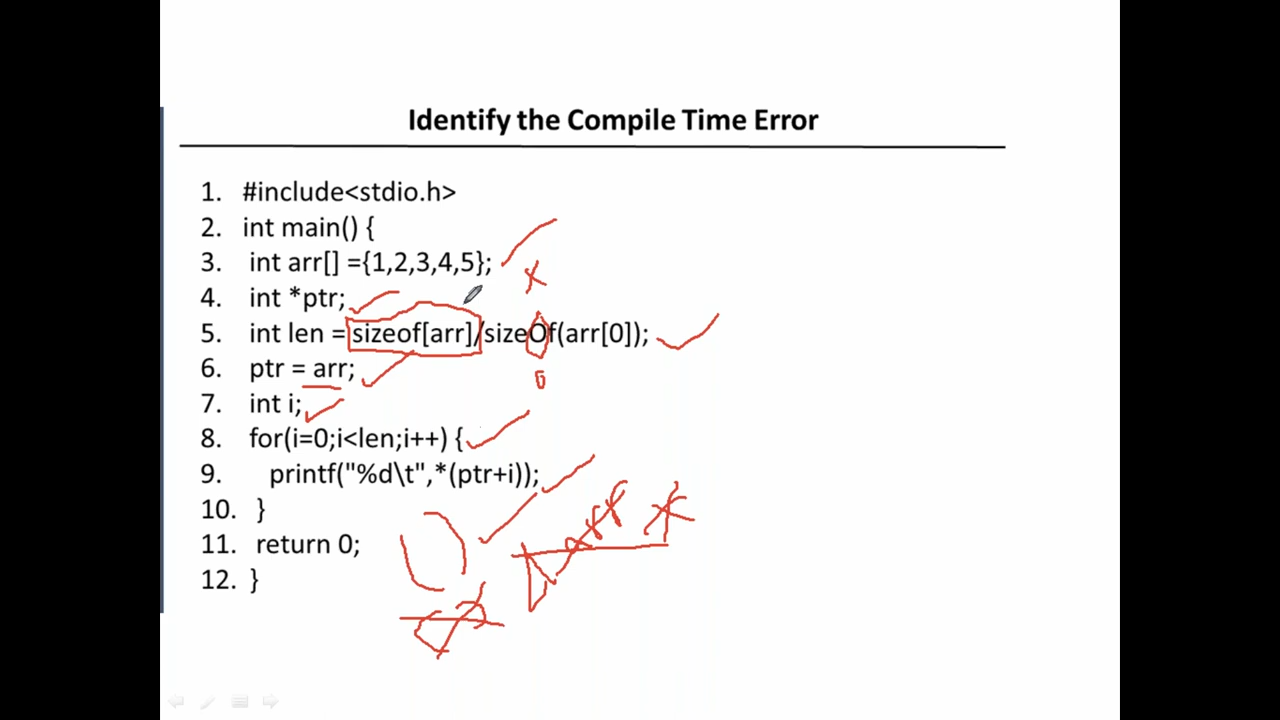 Identify the Compile Time Error
1. #include<stdio.h>
2. int main() {
3. int arr[] ={1,2,3,4,5};
4. int *ptr;
5. int len =sizeof[arr]/sizeOf(arr[0]);
6. ptr = arr;
7. int i;
8. for(i=0;i<len;i++) {
9. printf("%d\t",*(ptr+i));
10. }
11. return 0;
12. }